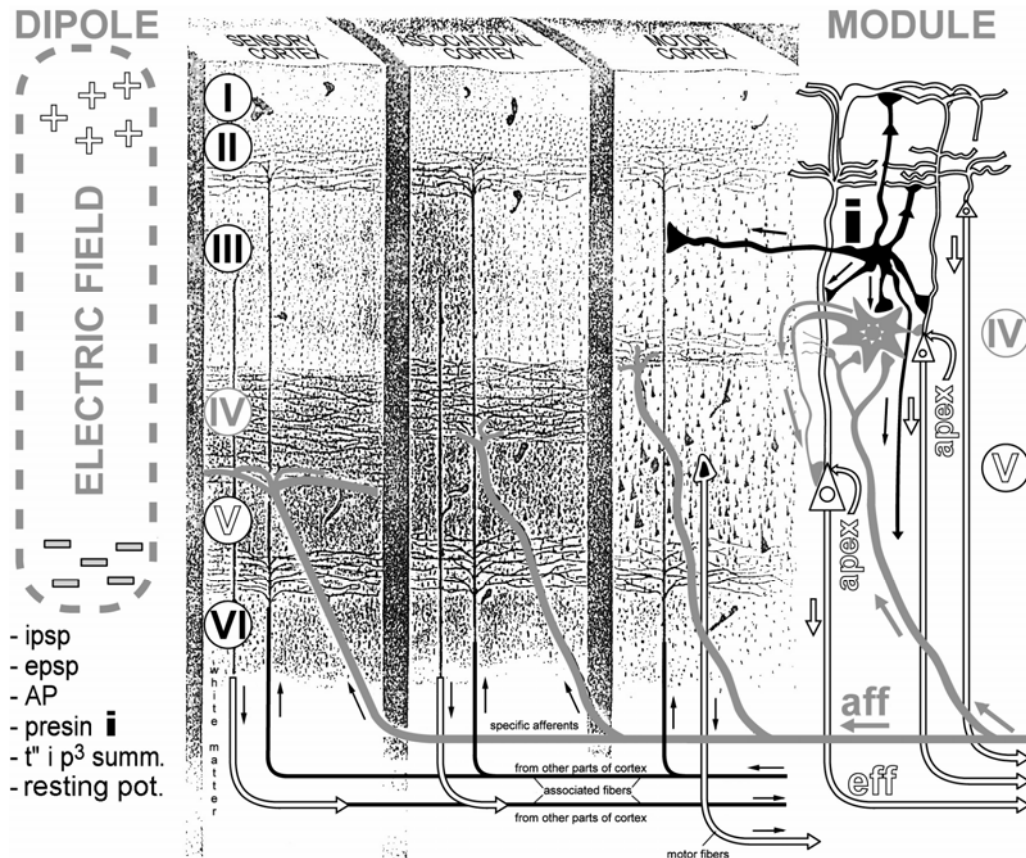 DIPOLE
ELECTRIC FIELD
- ipsp
- epsp
- AP
- presin i
- t" i p³ summ.
- resting pot.
SENSORY
CORTEX
ASSOCIATIONAL
CORTEX
MOTOR
CORTEX
I
II
III
IV
V
VI
white matter
specific afferents
from other parts of cortex
associated fibers
from other parts of cortex
motor fibers
MODULE
i
IV
apex
V
apex
aff
eff